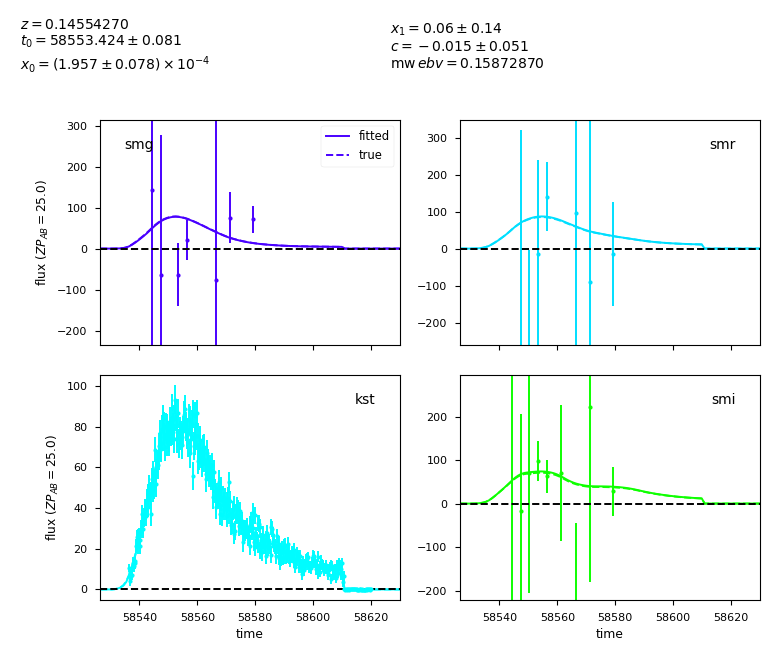 z = 0.14554270
t₀ = 58553.424 ± 0.081
x₀ = (1.957 ± 0.078) × 10⁻⁴
x₁ = 0.06 ± 0.14
c = −0.015 ± 0.051
mw ebv = 0.15872870
300
200
100
0
−100
−200
flux (ZP_AB = 25.0)
smg
fitted
true
300
200
100
0
−100
−200
smr
100
80
60
40
20
0
flux (ZP_AB = 25.0)
kst
58540 58560 58580 58600 58620
time
200
100
0
−100
−200
smi
58540 58560 58580 58600 58620
time